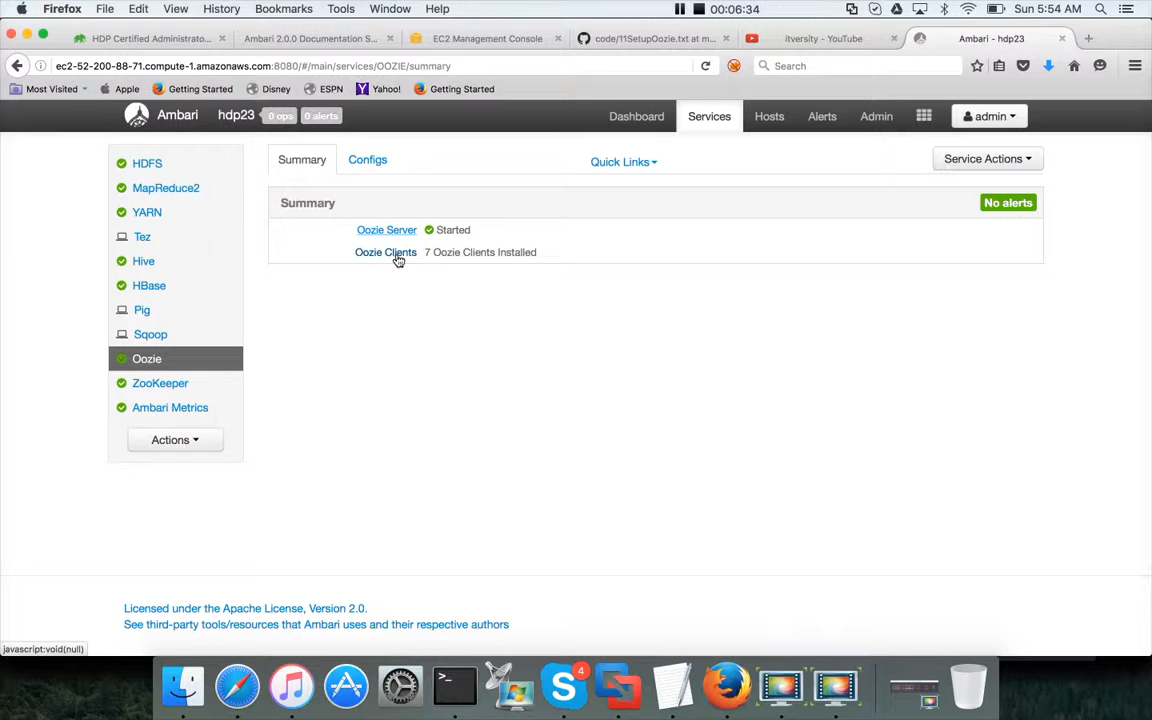 Firefox File Edit View History Bookmarks Tools Window Help 00:06:34 Sun 5:54 AM
HDP Certified Administrato... Ambari 2.0.0 Documentation S... EC2 Management Console code/11SetupOozie.txt at m... itversity - YouTube Ambari - hdp23
ec2-52-200-88-71.compute-1.amazonaws.com:8080/#/main/services/OOZIE/summary Search
Most Visited Apple Getting Started Disney ESPN Yahoo! Getting Started
Ambari hdp23 0 ops 0 alerts Dashboard Services Hosts Alerts Admin admin
HDFS
MapReduce2
YARN
Tez
Hive
HBase
Pig
Sqoop
Oozie
ZooKeeper
Ambari Metrics
Actions
Summary Configs Quick Links Service Actions
Summary No alerts
Oozie Server Started
Oozie Clients 7 Oozie Clients Installed
Licensed under the Apache License, Version 2.0.
See third-party tools/resources that Ambari uses and their respective authors
javascript:void(null)
4